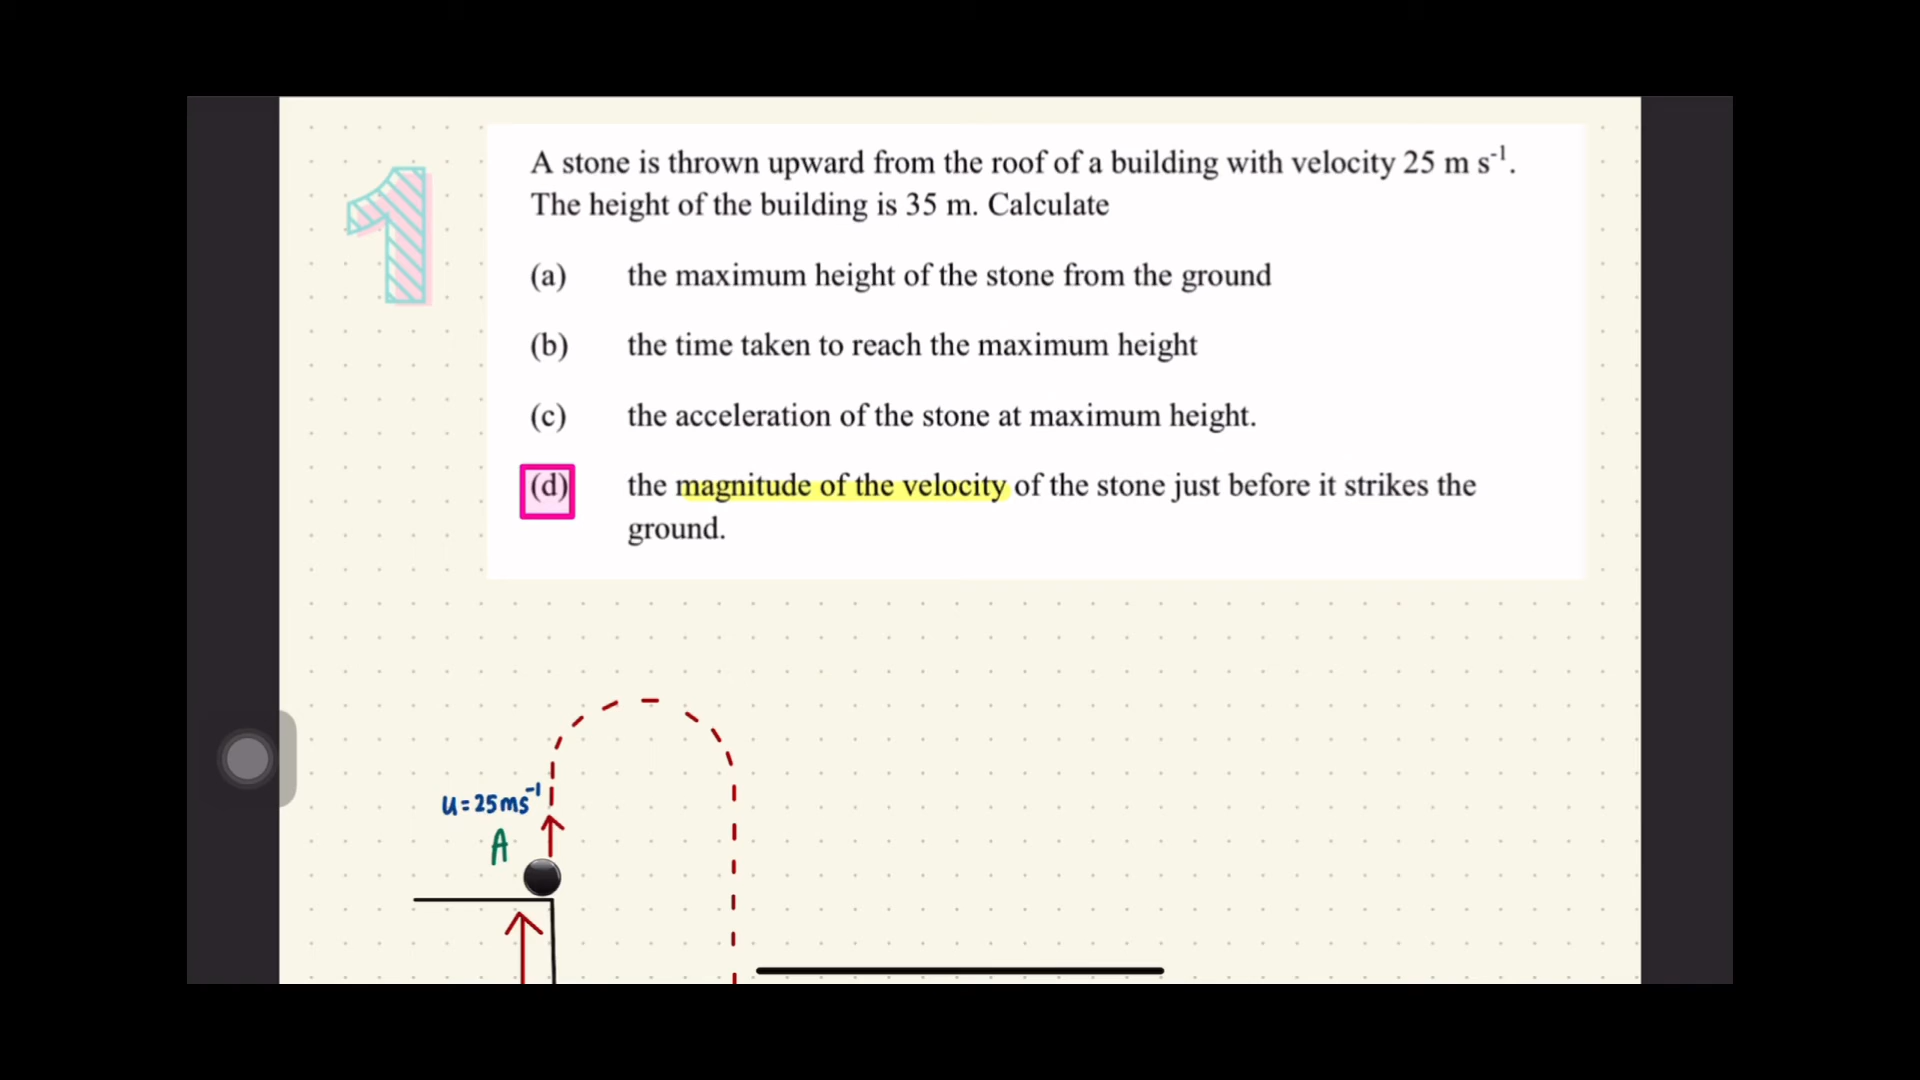 1
A stone is thrown upward from the roof of a building with velocity 25 m s⁻¹.
The height of the building is 35 m. Calculate
(a) the maximum height of the stone from the ground
(b) the time taken to reach the maximum height
(c) the acceleration of the stone at maximum height.
(d) the magnitude of the velocity of the stone just before it strikes the
ground.
u=25ms⁻¹
A